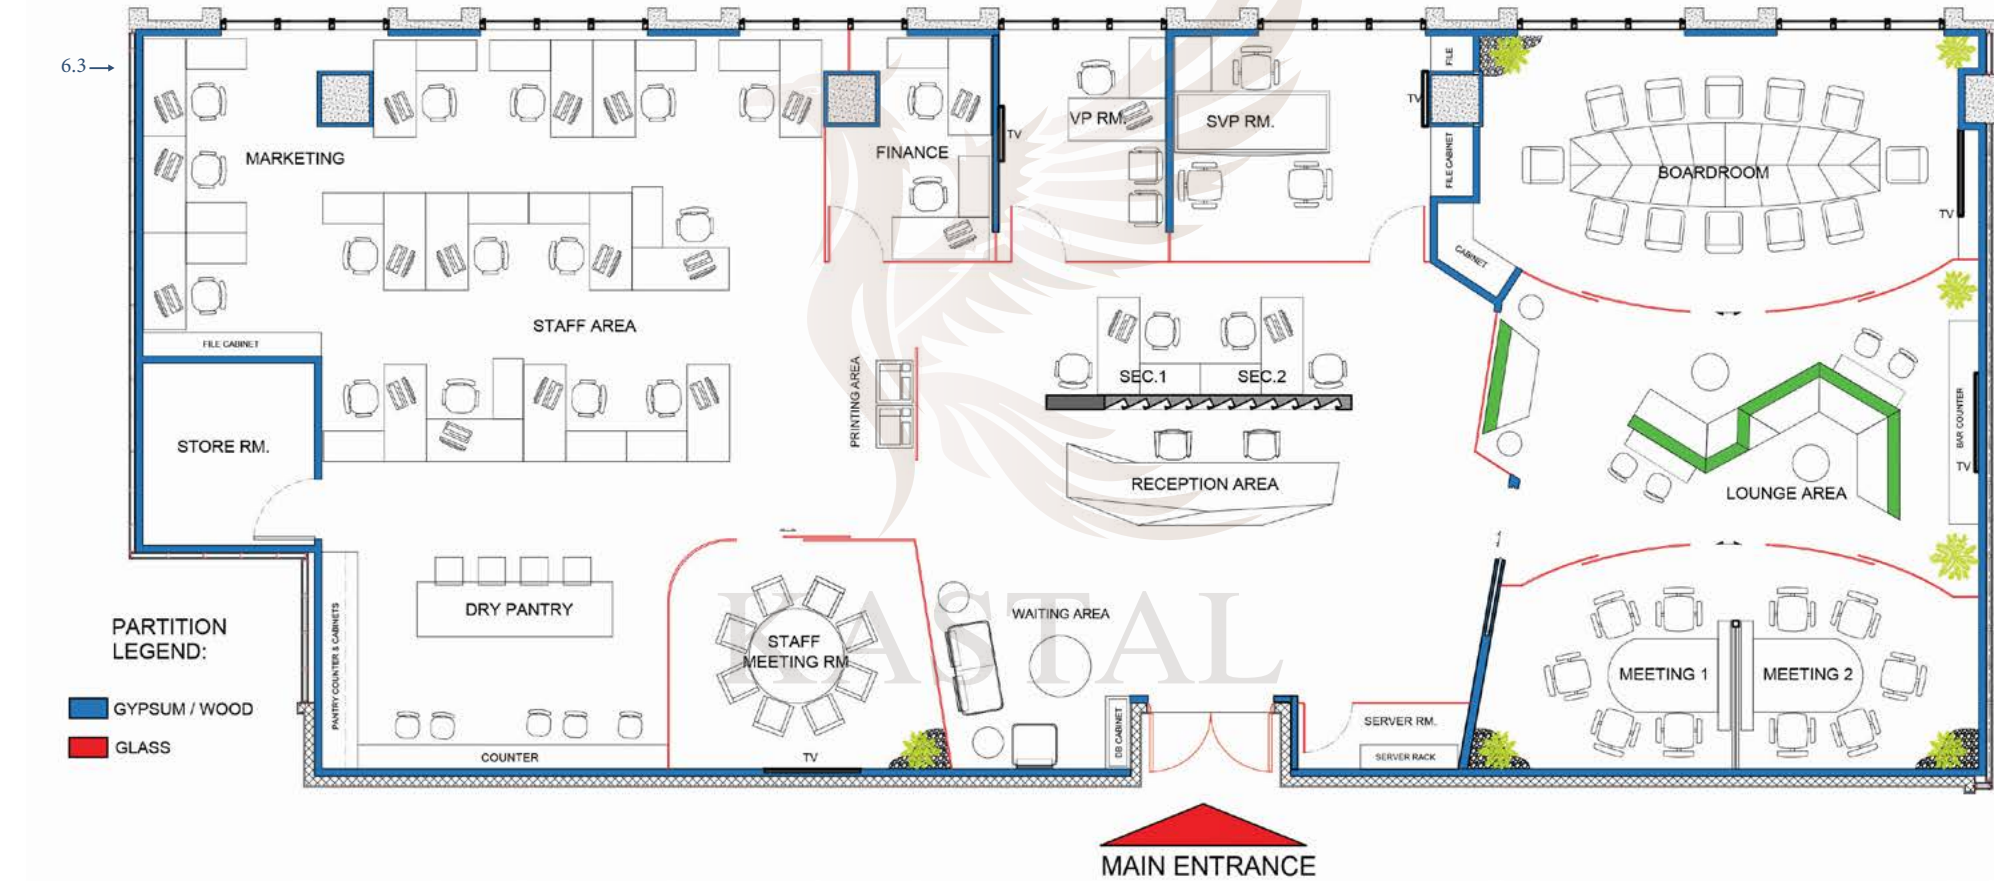 6.3
FILE
TV
TV
VP RM.
SVP RM.
TV
MARKETING
FINANCE
FILE CABINET
BOARDROOM
TV
CABINET
STAFF AREA
FILE CABINET
PRINTING AREA
SEC.1
SEC.2
BAR COUNTER
TV
STORE RM.
RECEPTION AREA
LOUNGE AREA
DRY PANTRY
PANTRY COUNTER & CABINETS
STAFF
MEETING RM
WAITING AREA
KASTAL
MEETING 1
MEETING 2
PARTITION
LEGEND:
GYPSUM / WOOD
GLASS
COUNTER
TV
DB CABINET
SERVER RM.
SERVER RACK
MAIN ENTRANCE